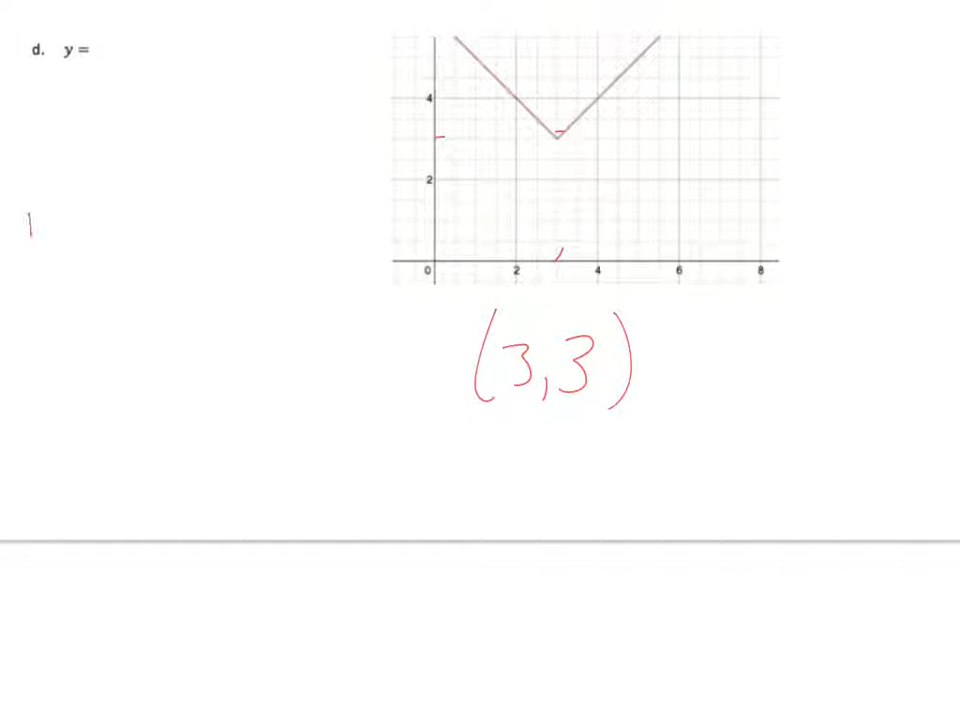 d. y =
4
2
0 2 4 6 8
(3,3)